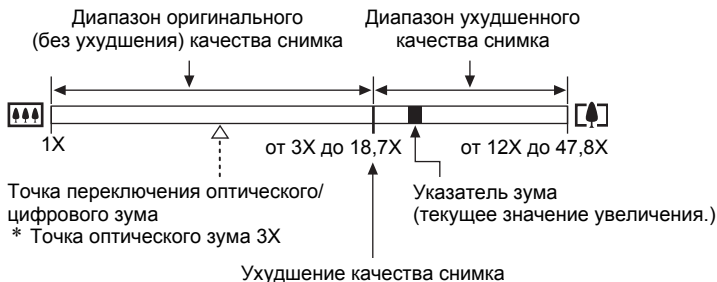 Диапазон оригинального
(без ухудшения) качества снимка
Диапазон ухудшенного
качества снимка
1X
от 3X до 18,7X
от 12X до 47,8X
Точка переключения оптического/
цифрового зума
* Точка оптического зума 3X
Указатель зума
(текущее значение увеличения.)
Ухудшение качества снимка